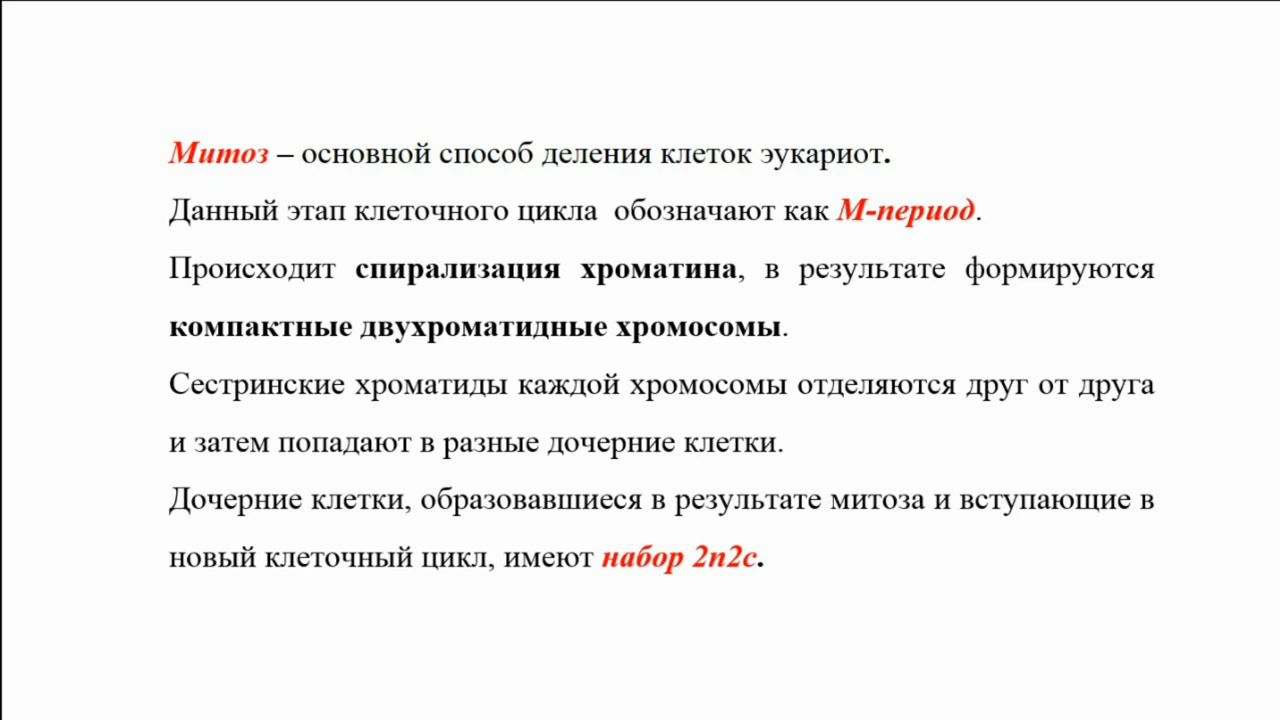 Митоз – основной способ деления клеток эукариот.
Данный этап клеточного цикла обозначают как М-период.
Происходит спирализация хроматина, в результате формируются
компактные двухроматидные хромосомы.
Сестринские хроматиды каждой хромосомы отделяются друг от друга
и затем попадают в разные дочерние клетки.
Дочерние клетки, образовавшиеся в результате митоза и вступающие в
новый клеточный цикл, имеют набор 2n2c.